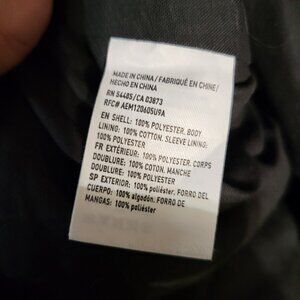 MADE IN CHINA / FABRIQUÉ EN CHINE/
HECHO EN CHINA
RN 54485/CA 03873
RFC# AEM120605U9A
EN SHELL: 100% POLYESTER. BODY
LINING: 100% COTTON. SLEEVE LINING:
100% POLYESTER
FR EXTÉRIEUR: 100% POLYESTER. CORPS
DOUBLURE: 100% COTON. MANCHE
DOUBLURE: 100% POLYESTER
SP EXTERIOR: 100% POLIÉSTER. FORRO DEL
CUERPO: 100% algodón. FORRO DE
MANGAS: 100% poliéster